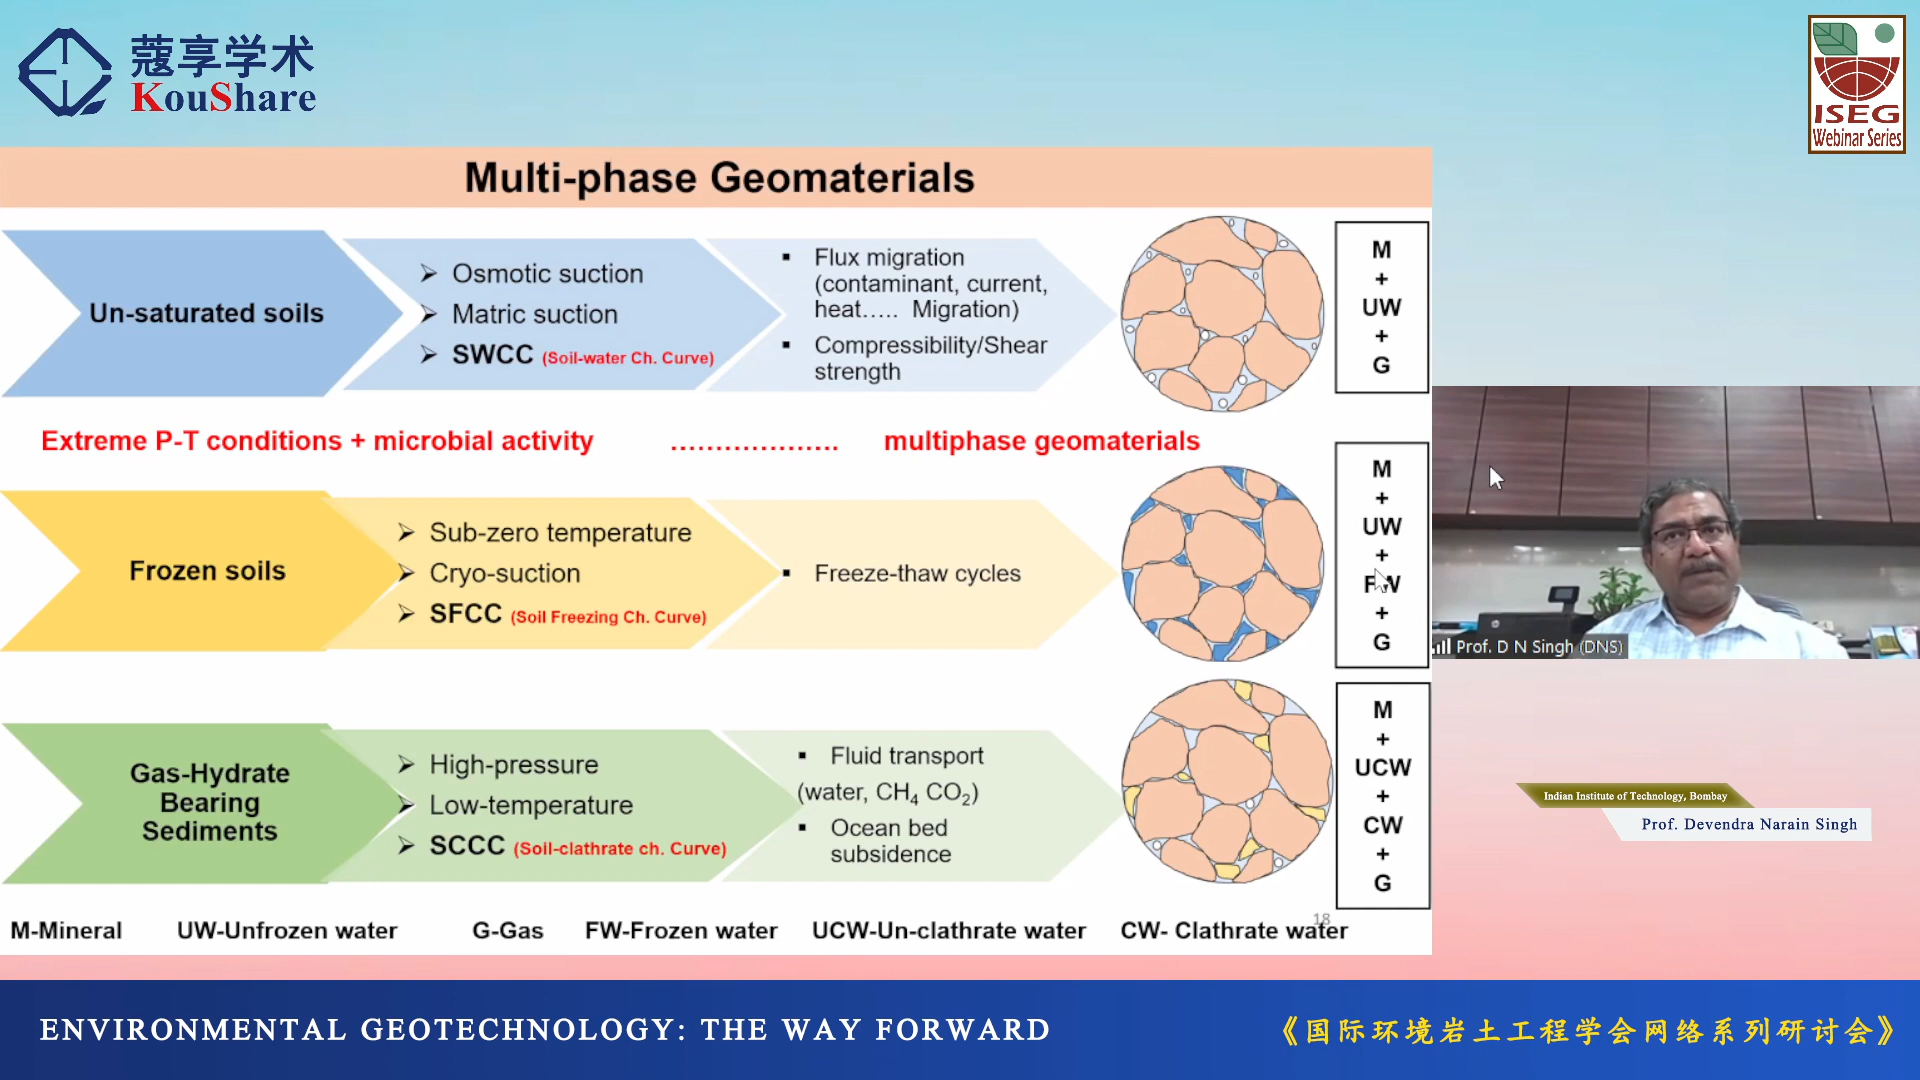 蔻享学术
KouShare
ISEG
Webinar Series
Multi-phase Geomaterials
Un-saturated soils
➢ Osmotic suction
➢ Matric suction
➢ SWCC (Soil-water Ch. Curve)
▪ Flux migration
(contaminant, current,
heat….. Migration)
▪ Compressibility/Shear
strength
M
+
UW
+
G
Extreme P-T conditions + microbial activity ……………… multiphase geomaterials
Frozen soils
➢ Sub-zero temperature
➢ Cryo-suction
➢ SFCC (Soil Freezing Ch. Curve)
▪ Freeze-thaw cycles
M
+
UW
+
FW
+
G
Gas-Hydrate
Bearing
Sediments
➢ High-pressure
➢ Low-temperature
➢ SCCC (Soil-clathrate ch. Curve)
▪ Fluid transport
(water, CH₄ CO₂)
▪ Ocean bed
subsidence
M
+
UCW
+
CW
+
G
18
M-Mineral UW-Unfrozen water G-Gas FW-Frozen water UCW-Un-clathrate water CW- Clathrate water
Prof. D N Singh (DNS)
Indian Institute of Technology, Bombay
Prof. Devendra Narain Singh
ENVIRONMENTAL GEOTECHNOLOGY: THE WAY FORWARD
《国际环境岩土工程学会网络系列研讨会》